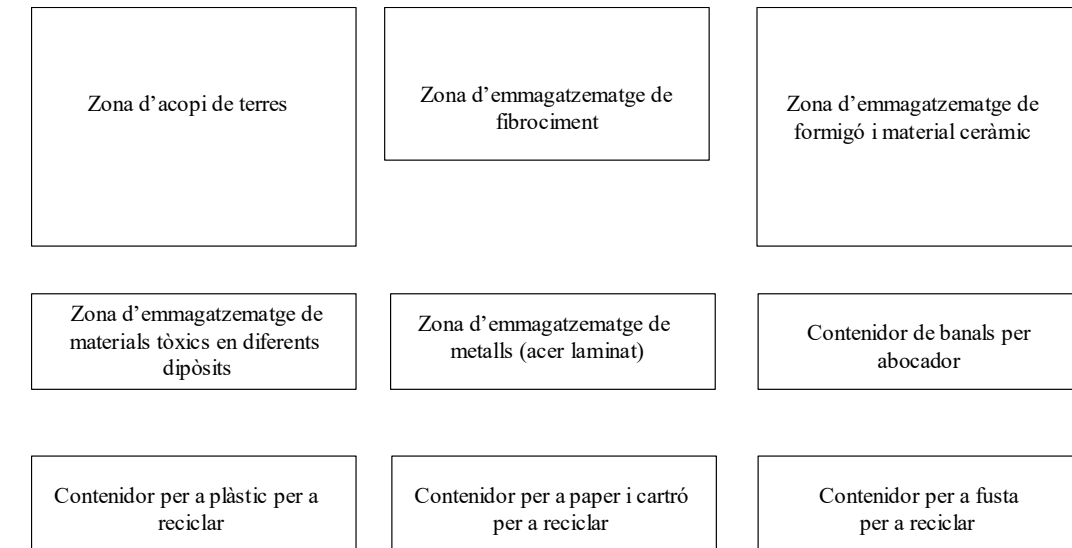 Zona d'acopi de terres
Zona d'emmagatzematge de
fibrociment
Zona d'emmagatzematge de
formigó i material ceràmic
Zona d'emmagatzematge de
materials tòxics en diferents
dipòsits
Zona d'emmagatzematge de
metalls (acer laminat)
Contenidor de banals per
abocador
Contenidor per a plàstic per a
reciclar
Contenidor per a paper i cartró
per a reciclar
Contenidor per a fusta
per a reciclar